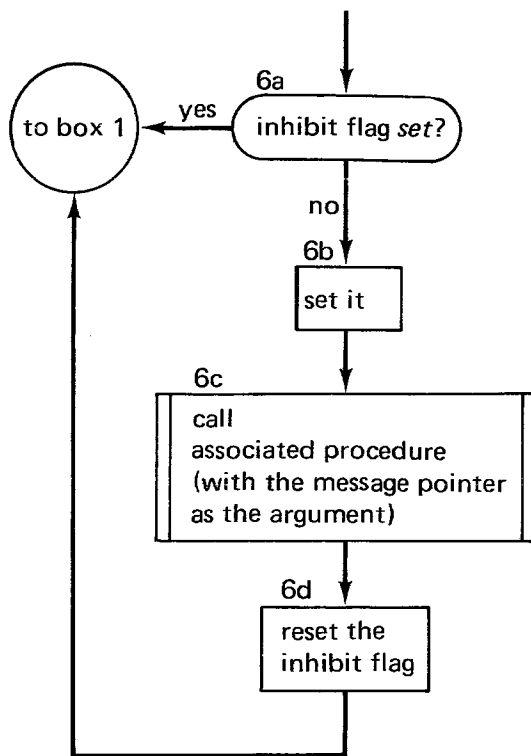 6a
to box 1
yes
inhibit flag set?
no
6b
set it
6c
call
associated procedure
(with the message pointer
as the argument)
6d
reset the
inhibit flag